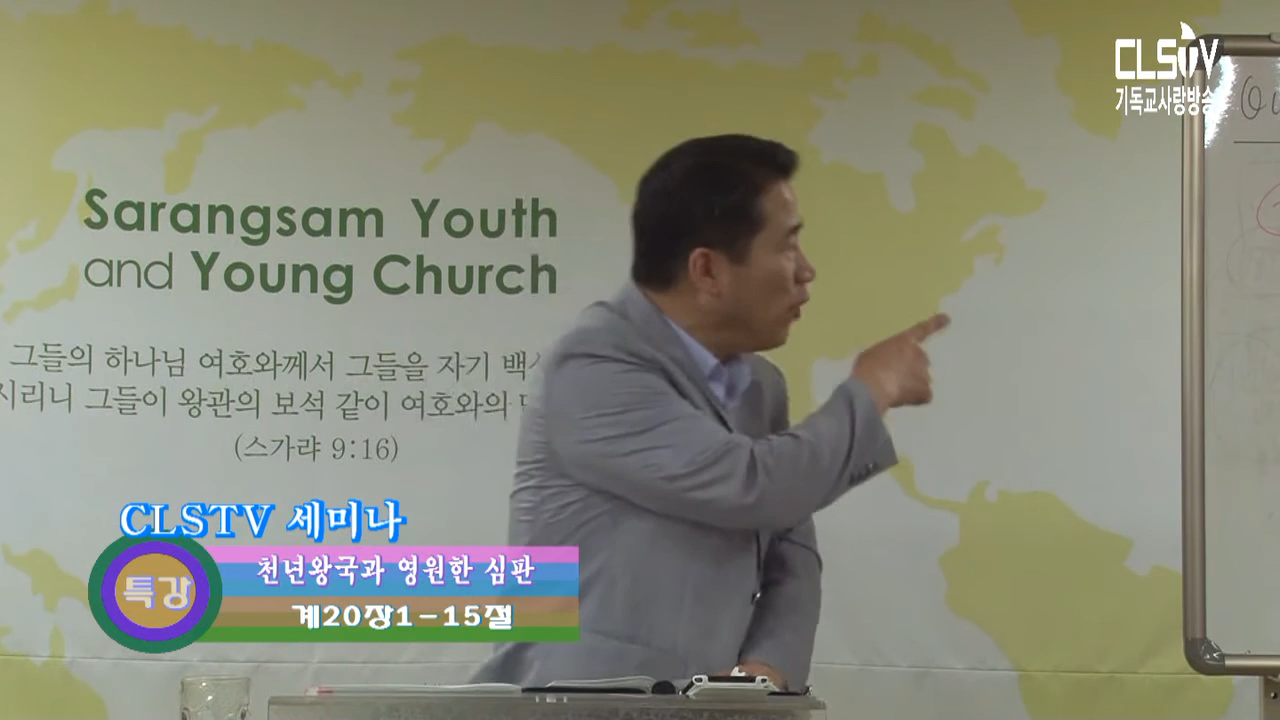 CLSTV
기독교사랑방송
Sarangsam Youth
and Young Church
그들의 하나님 여호와께서 그들을 자기
시리니 그들이 왕관의 보석 같이 여호와의
(스가랴 9:16)
CLSTV 세미나
특강
천년왕국과 영원한 심판
계20장1-15절